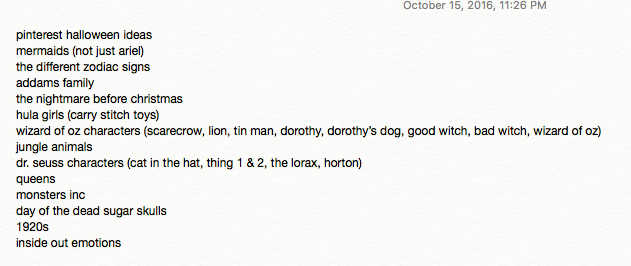 October 15, 2016, 11:26 PM
pinterest halloween ideas
mermaids (not just ariel)
the different zodiac signs
addams family
the nightmare before christmas
hula girls (carry stitch toys)
wizard of oz characters (scarecrow, lion, tin man, dorothy, dorothy's dog, good witch, bad witch, wizard of oz)
jungle animals
dr. seuss characters (cat in the hat, thing 1 & 2, the lorax, horton)
queens
monsters inc
day of the dead sugar skulls
1920s
inside out emotions